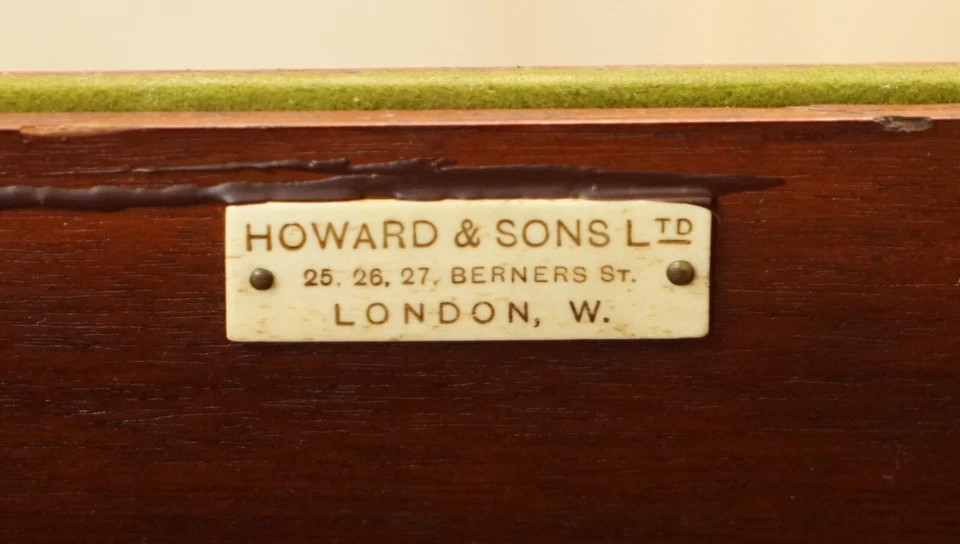 HOWARD & SONS LTD
25. 26, 27, BERNERS ST.
LONDON, W.